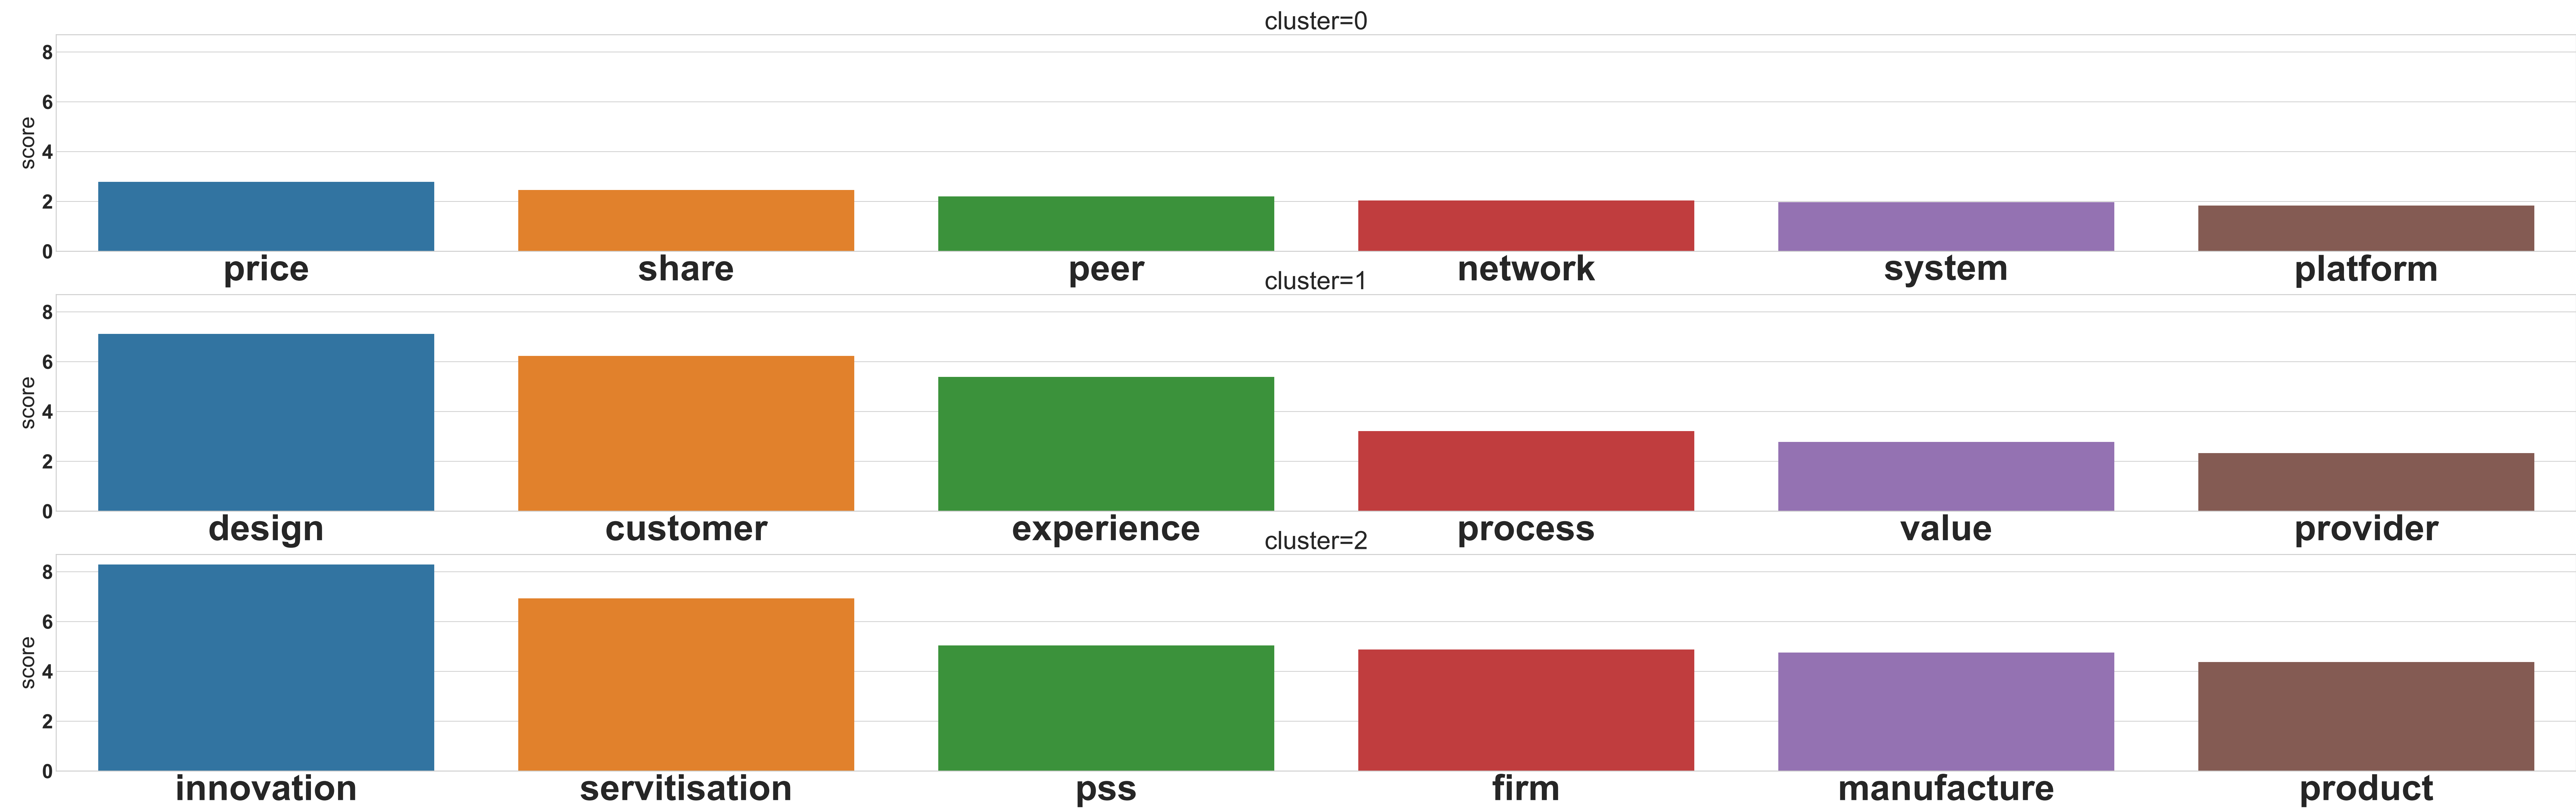 cluster=0
score
8
6
4
2
0
price share peer network system platform
cluster=1
score
8
6
4
2
0
design customer experience process value provider
cluster=2
score
8
6
4
2
0
innovation servitisation pss firm manufacture product